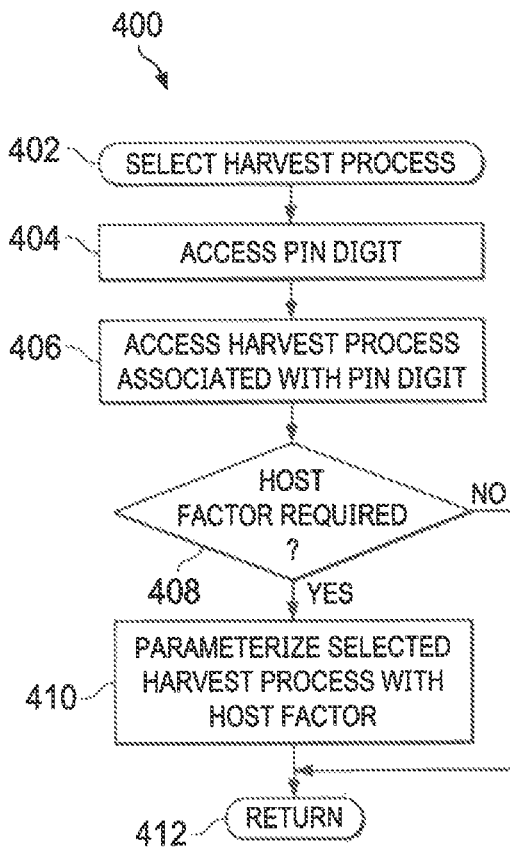 400
402
SELECT HARVEST PROCESS
404
ACCESS PIN DIGIT
406
ACCESS HARVEST PROCESS
ASSOCIATED WITH PIN DIGIT
HOST
FACTOR REQUIRED
?
NO
408
YES
410
PARAMETERIZE SELECTED
HARVEST PROCESS WITH
HOST FACTOR
412
RETURN